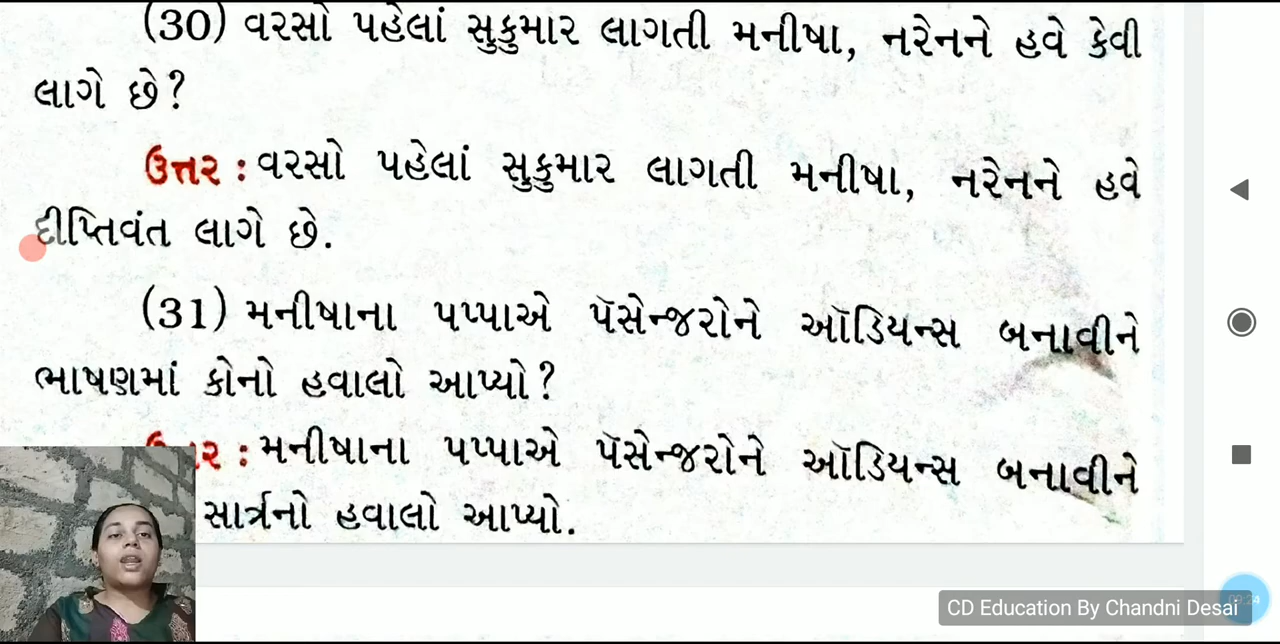 (30) વરસો પહેલાં સુકુમાર લાગતી મનીષા, નરેનને હવે કેવી
લાગે છે?
ઉત્તર : વરસો પહેલાં સુકુમાર લાગતી મનીષા, નરેનને હવે
દીપ્તિવંત લાગે છે.
(31) મનીષાના પપ્પાએ પૅસેન્જરોને ઑડિયન્સ બનાવીને
ભાષણમાં કોનો હવાલો આપ્યો?
: મનીષાના પપ્પાએ પૅસેન્જરોને ઑડિયન્સ બનાવીને
સાર્ત્રનો હવાલો આપ્યો.
CD Education By Chandni Desai